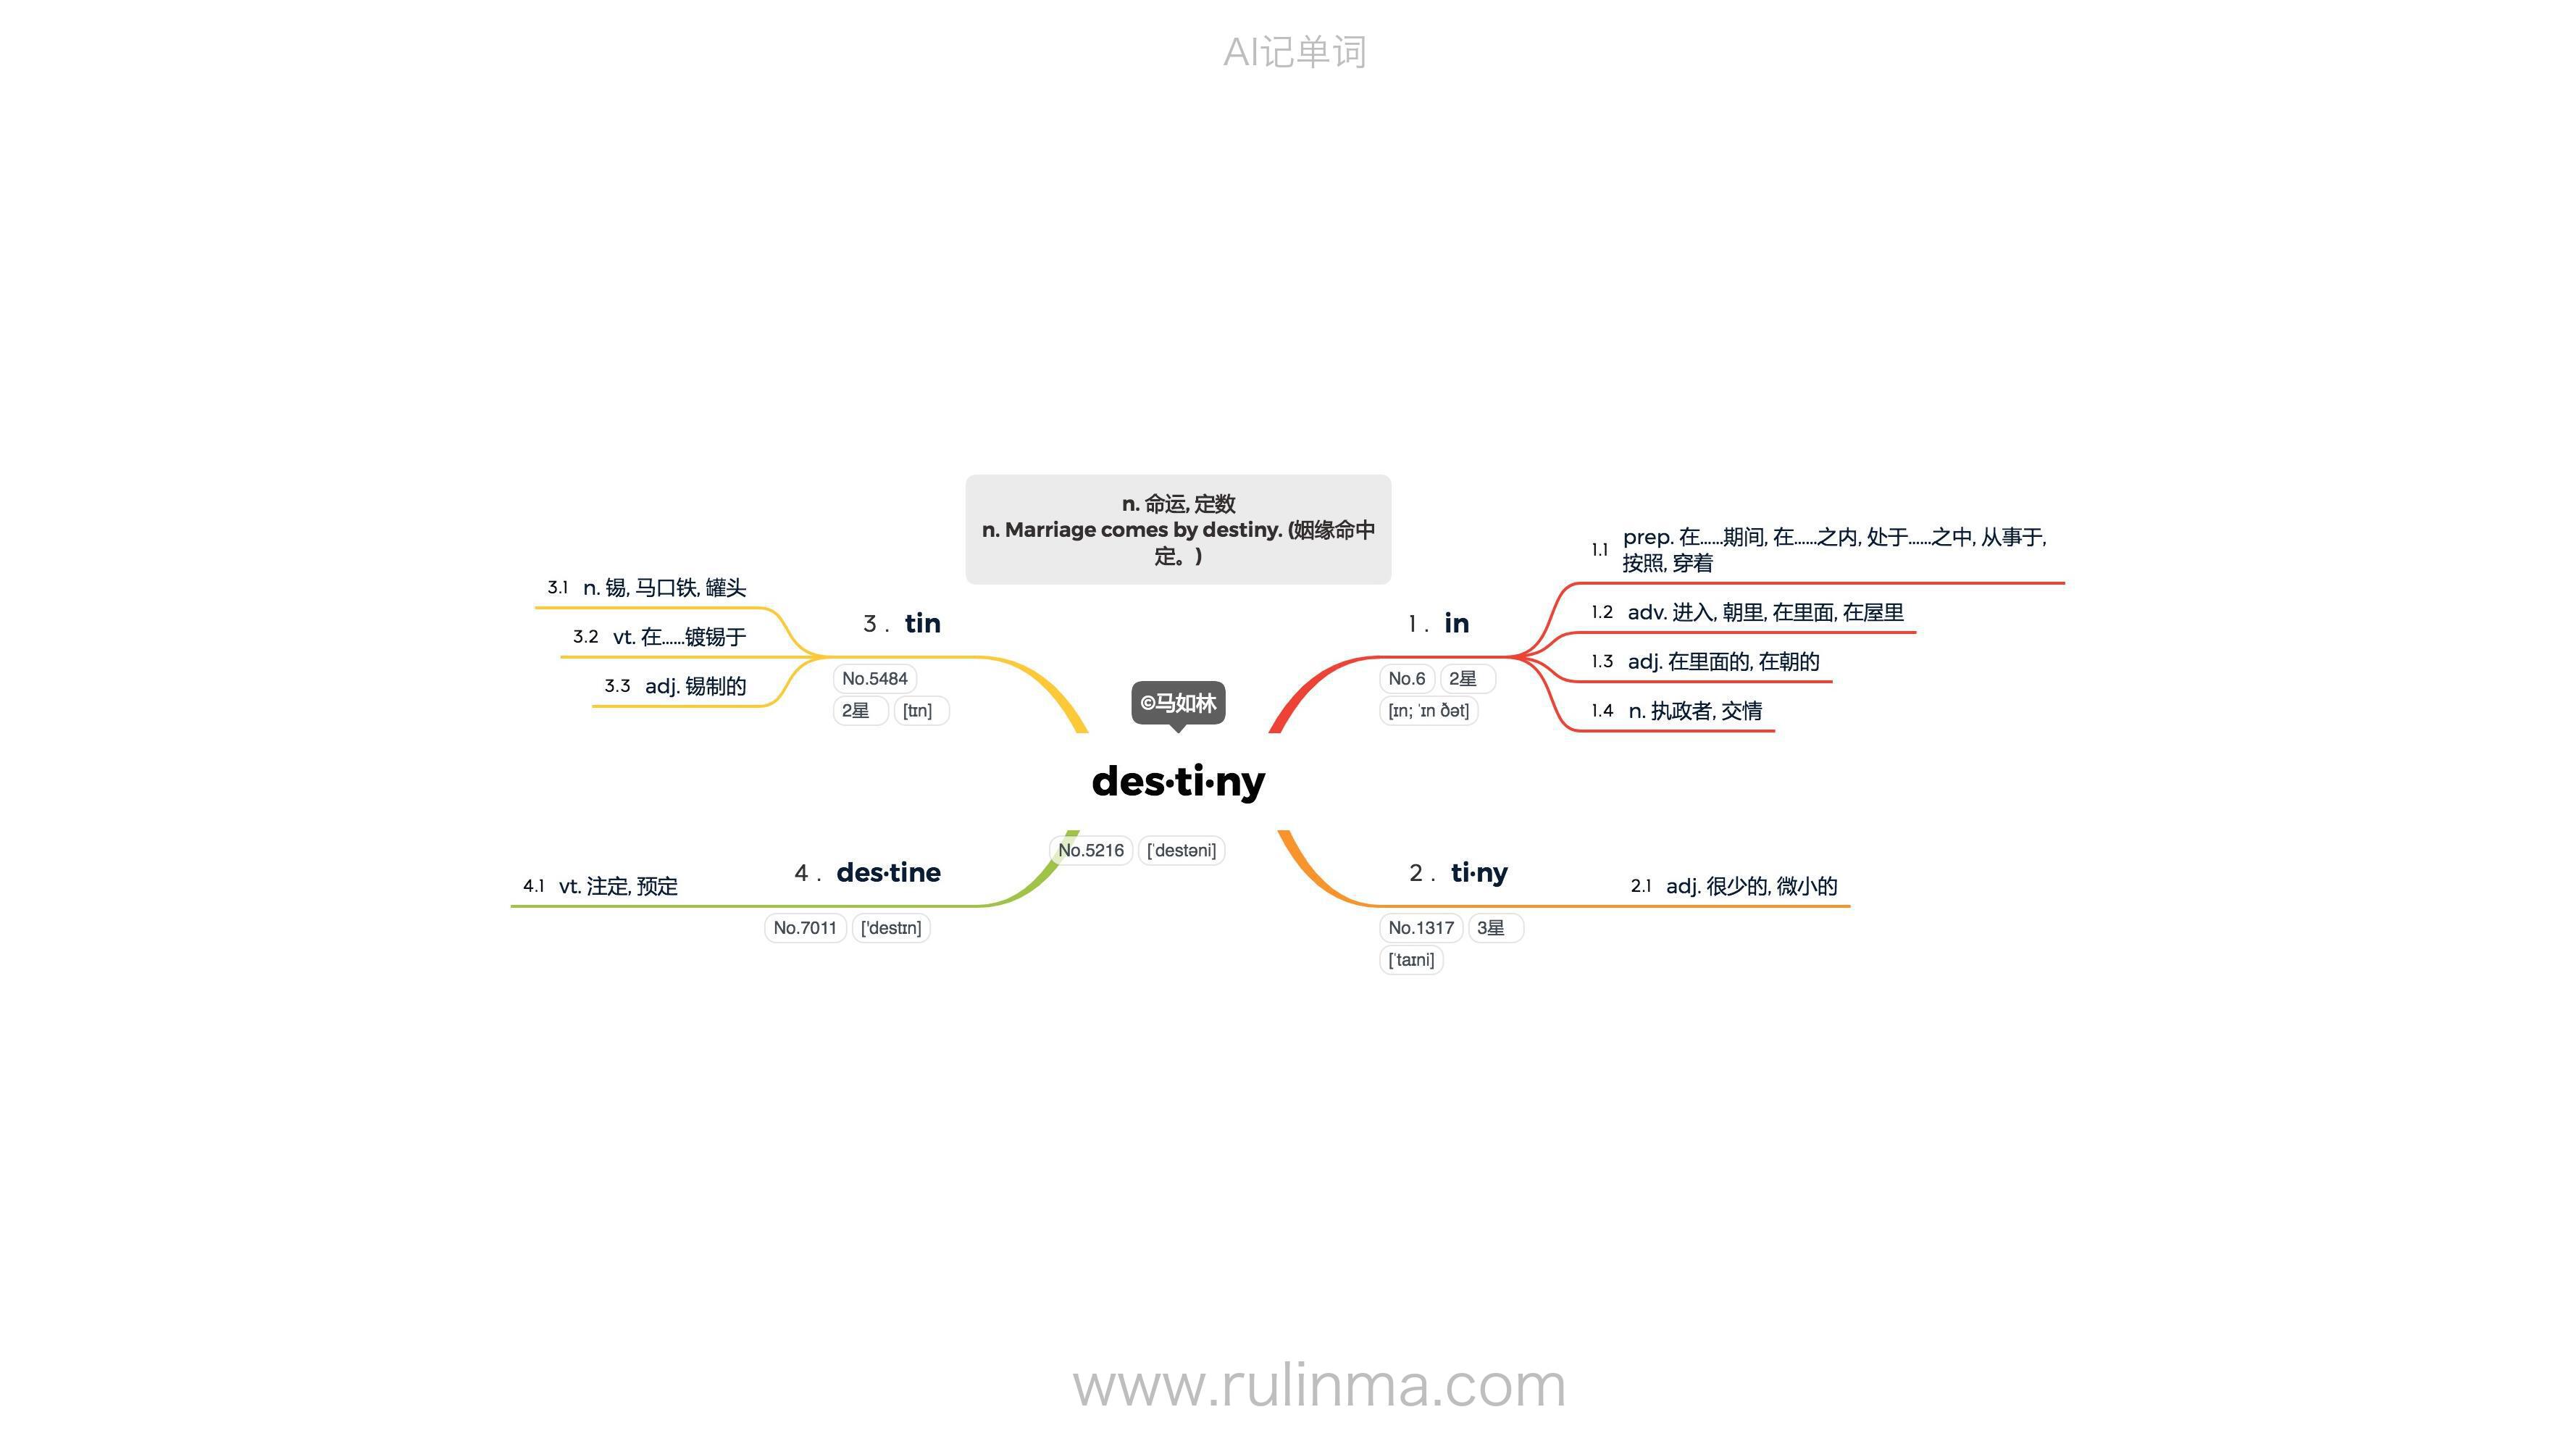 AI记单词
n. 命运, 定数
n. Marriage comes by destiny. (姻缘命中
定。)
©马如林
des·ti·ny
No.5216 [ˈdestəni]
1. in
No.6 2星
[ɪn; ˈɪn ðət]
1.1 prep. 在……期间, 在……之内, 处于……之中, 从事于,
按照, 穿着
1.2 adv. 进入, 朝里, 在里面, 在屋里
1.3 adj. 在里面的, 在朝的
1.4 n. 执政者, 交情
2. ti·ny
No.1317 3星
[ˈtaɪni]
2.1 adj. 很少的, 微小的
3. tin
No.5484
2星 [tɪn]
3.1 n. 锡, 马口铁, 罐头
3.2 vt. 在……镀锡于
3.3 adj. 锡制的
4. des·tine
No.7011 ['destɪn]
4.1 vt. 注定, 预定
www.rulinma.com